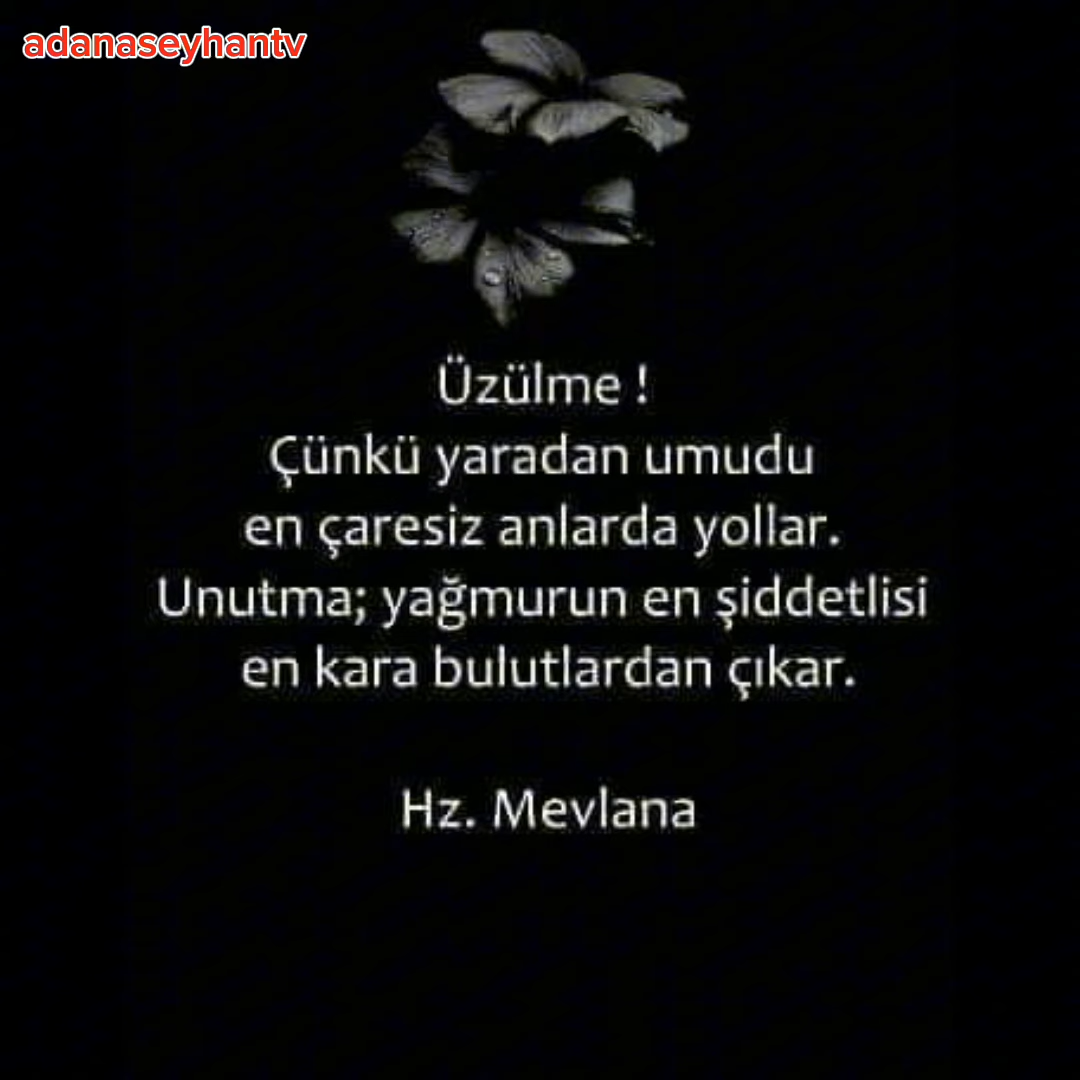 adanaseyhantv
Üzülme !
Çünkü yaradan umudu
en çaresiz anlarda yollar.
Unutma; yağmurun en şiddetlisi
en kara bulutlardan çıkar.
Hz. Mevlana